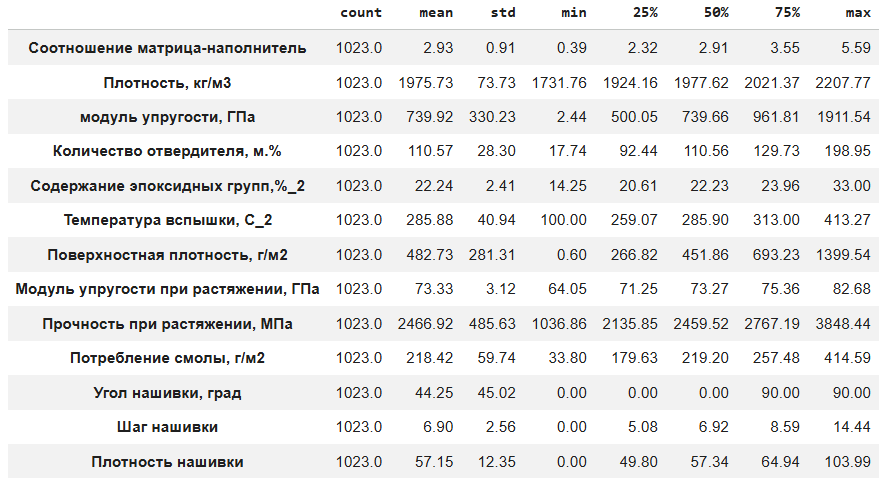 count mean std min 25% 50% 75% max
Соотношение матрица-наполнитель 1023.0 2.93 0.91 0.39 2.32 2.91 3.55 5.59
Плотность, кг/м3 1023.0 1975.73 73.73 1731.76 1924.16 1977.62 2021.37 2207.77
модуль упругости, ГПа 1023.0 739.92 330.23 2.44 500.05 739.66 961.81 1911.54
Количество отвердителя, м.% 1023.0 110.57 28.30 17.74 92.44 110.56 129.73 198.95
Содержание эпоксидных групп,%_2 1023.0 22.24 2.41 14.25 20.61 22.23 23.96 33.00
Температура вспышки, С_2 1023.0 285.88 40.94 100.00 259.07 285.90 313.00 413.27
Поверхностная плотность, г/м2 1023.0 482.73 281.31 0.60 266.82 451.86 693.23 1399.54
Модуль упругости при растяжении, ГПа 1023.0 73.33 3.12 64.05 71.25 73.27 75.36 82.68
Прочность при растяжении, МПа 1023.0 2466.92 485.63 1036.86 2135.85 2459.52 2767.19 3848.44
Потребление смолы, г/м2 1023.0 218.42 59.74 33.80 179.63 219.20 257.48 414.59
Угол нашивки, град 1023.0 44.25 45.02 0.00 0.00 0.00 90.00 90.00
Шаг нашивки 1023.0 6.90 2.56 0.00 5.08 6.92 8.59 14.44
Плотность нашивки 1023.0 57.15 12.35 0.00 49.80 57.34 64.94 103.99